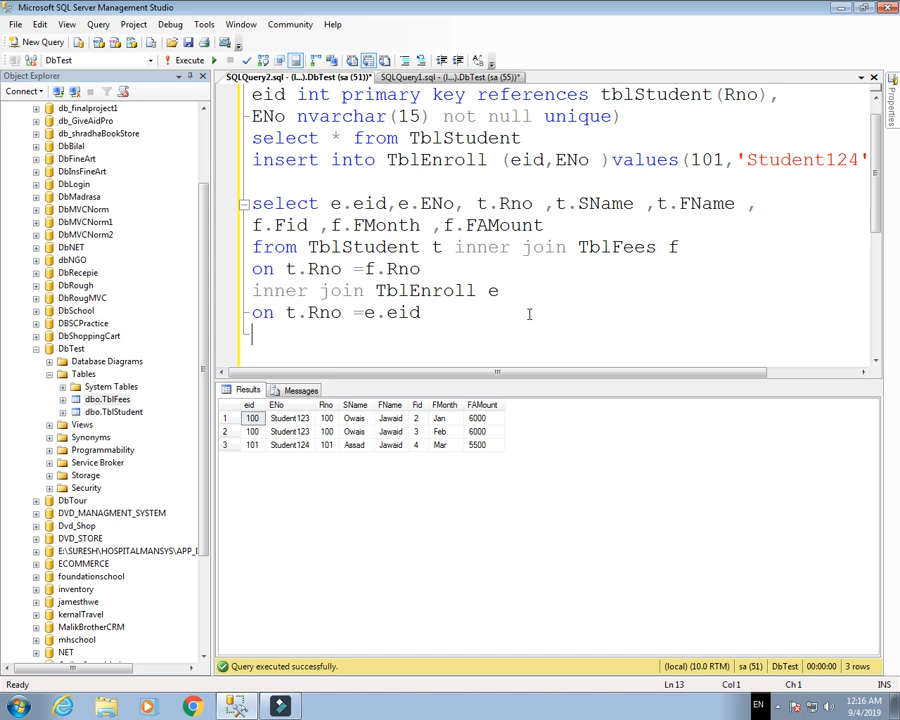 Microsoft SQL Server Management Studio
File Edit View Query Project Debug Tools Window Community Help
New Query
DbTest Execute
Object Explorer
Connect
db_finalproject1
db_GiveAidPro
db_shradhaBookStore
DbBilal
DbFineArt
DbInsFineArt
DbLogin
DbMadrasa
DbMVCNorm
DbMVCNorm1
DbMVCNorm2
DbNET
dbNGO
DbRecepie
DbRough
DbRougMVC
DbSchool
DBSCPractice
DbShoppingCart
DbTest
Database Diagrams
Tables
System Tables
dbo.TblFees
dbo.TblStudent
Views
Synonyms
Programmability
Service Broker
Storage
Security
DbTour
DVD_MANAGMENT_SYSTEM
Dvd_Shop
DVD_STORE
E:\SURESH\HOSPITALMANSYS\APP_D
ECOMMERCE
foundationschool
inventory
jamesthwe
kernalTravel
MalikBrotherCRM
mhschool
NET
SQLQuery2.sql - (l...).DbTest (sa (51))* SQLQuery1.sql - (l...).DbTest (sa (55))*
eid int primary key references tblStudent(Rno),
ENo nvarchar(15) not null unique)
select * from TblStudent
insert into TblEnroll (eid,ENo )values(101,'Student124'
select e.eid,e.ENo, t.Rno ,t.SName ,t.FName ,
f.Fid ,f.FMonth ,f.FAMount
from TblStudent t inner join TblFees f
on t.Rno =f.Rno
inner join TblEnroll e
on t.Rno =e.eid
Results Messages
eid ENo Rno SName FName Fid FMonth FAMount
1 100 Student123 100 Owais Jawaid 2 Jan 6000
2 100 Student123 100 Owais Jawaid 3 Feb 6000
3 101 Student124 101 Assad Jawaid 4 Mar 5500
Query executed successfully. (local) (10.0 RTM) sa (51) DbTest 00:00:00 3 rows
Properties
Ready Ln 13 Col 1 Ch 1 INS
EN
12:16 AM
9/4/2019